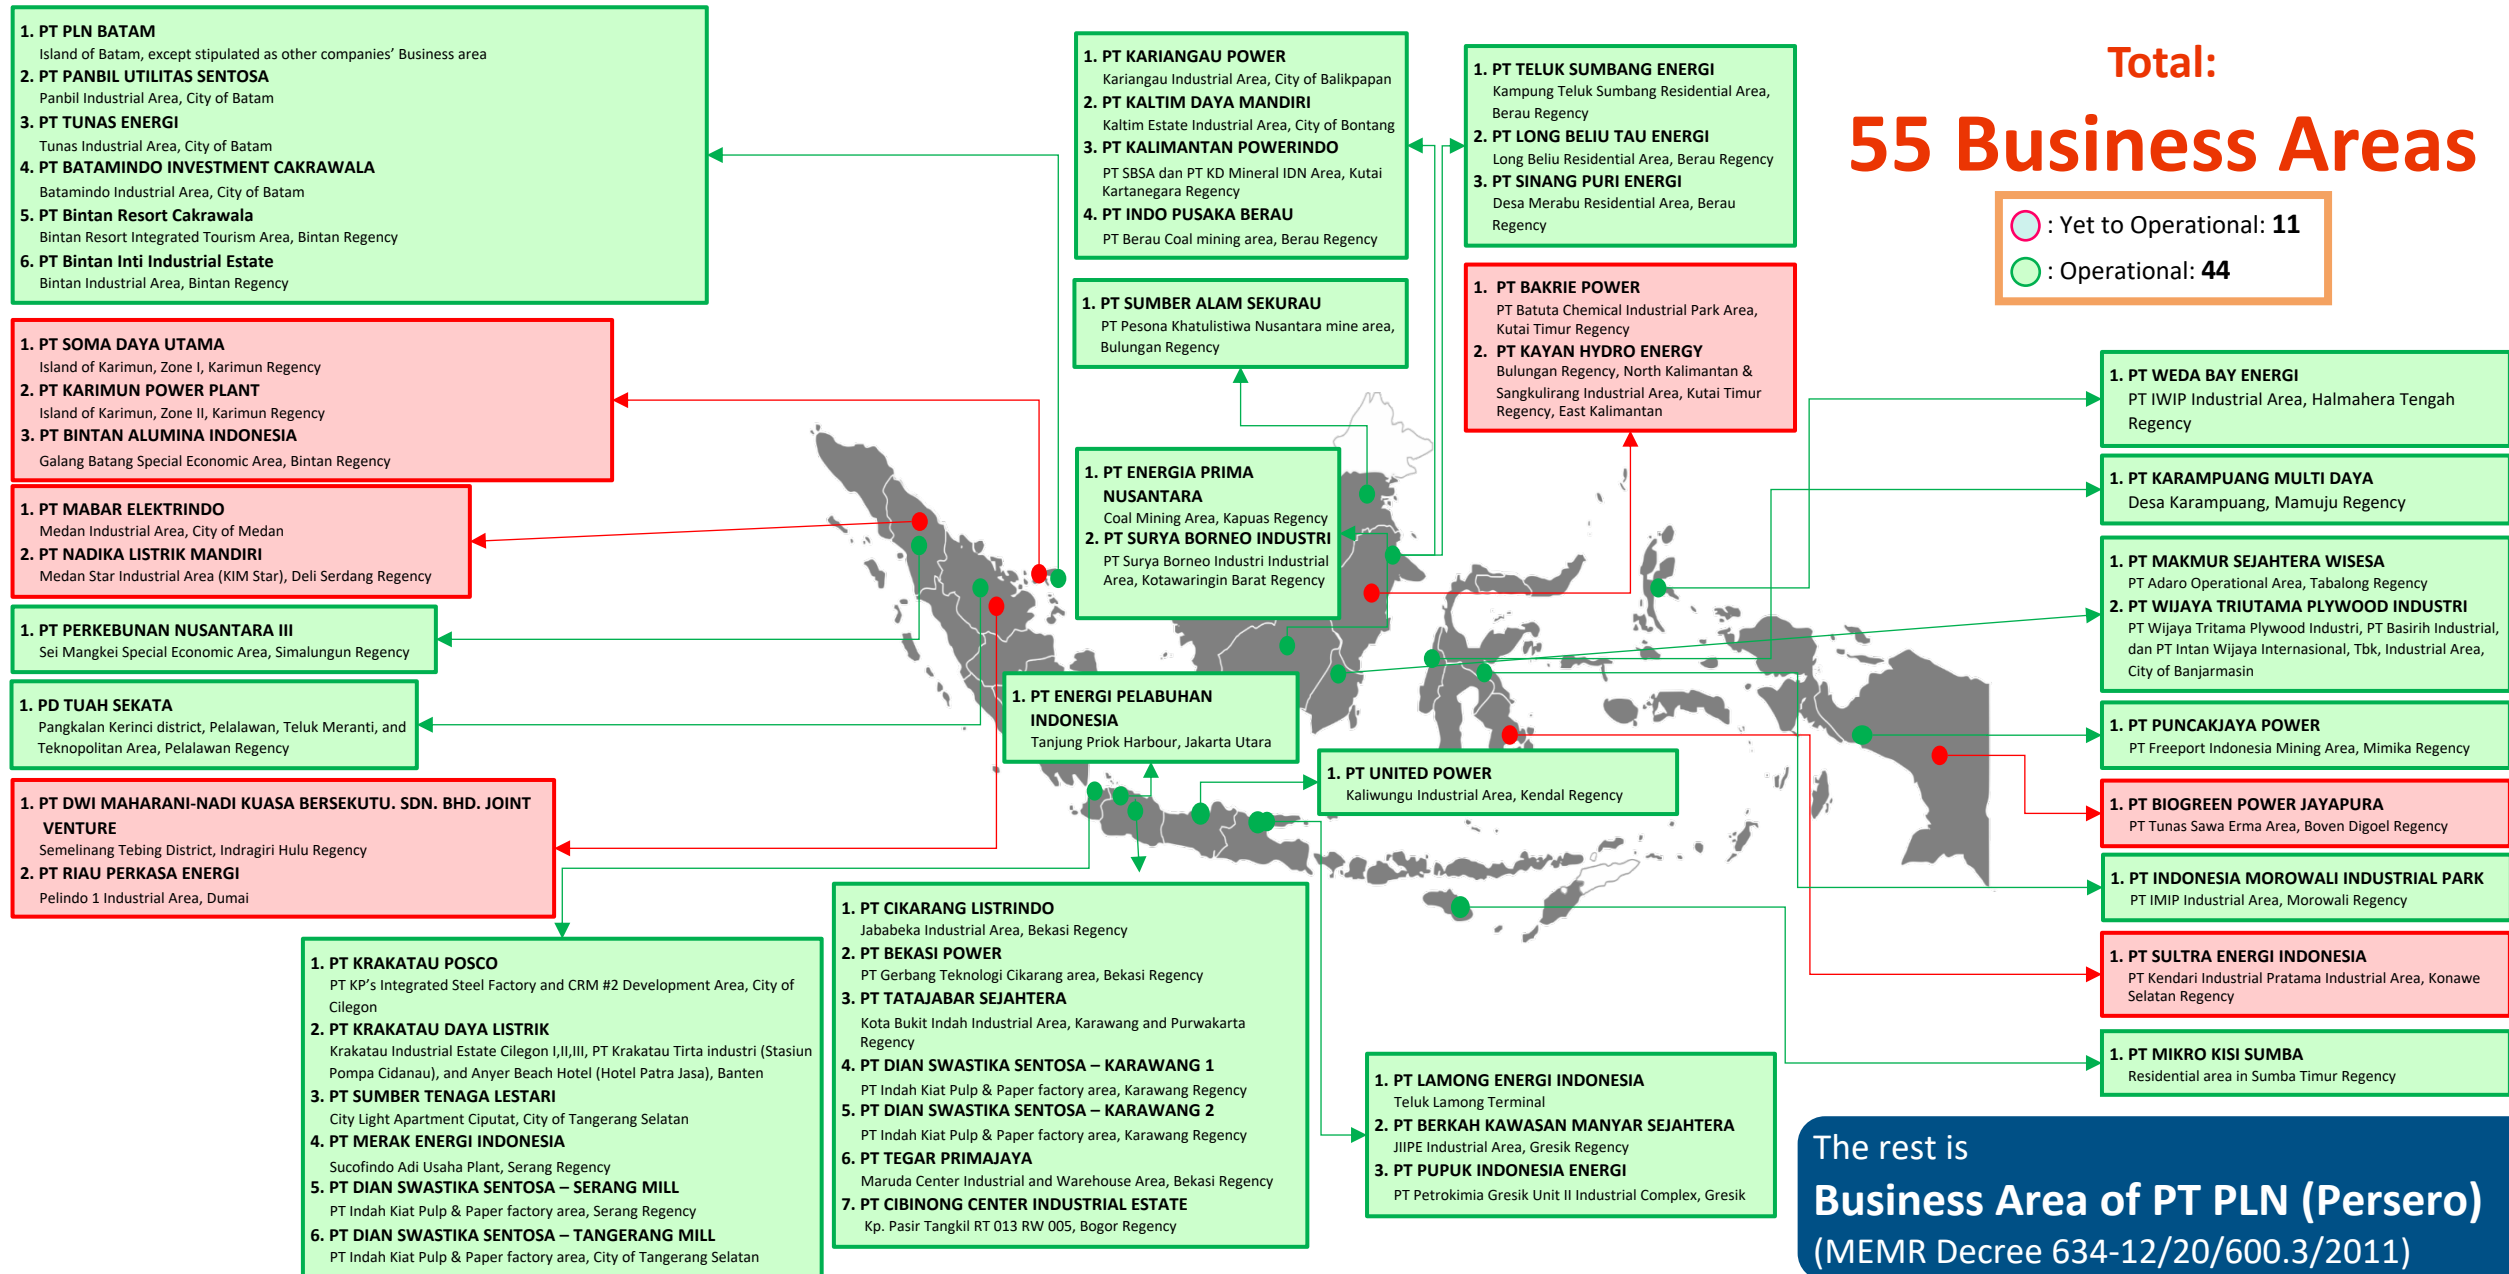 1. PT PLN BATAM
Island of Batam, except stipulated as other companies' Business area
2. PT PANBIL UTILITAS SENTOSA
Panbil Industrial Area, City of Batam
3. PT TUNAS ENERGI
Tunas Industrial Area, City of Batam
4. PT BATAMINDO INVESTMENT CAKRAWALA
Batamindo Industrial Area, City of Batam
5. PT Bintan Resort Cakrawala
Bintan Resort Integrated Tourism Area, Bintan Regency
6. PT Bintan Inti Industrial Estate
Bintan Industrial Area, Bintan Regency
1. PT SOMA DAYA UTAMA
Island of Karimun, Zone I, Karimun Regency
2. PT KARIMUN POWER PLANT
Island of Karimun, Zone II, Karimun Regency
3. PT BINTAN ALUMINA INDONESIA
Galang Batang Special Economic Area, Bintan Regency
1. PT MABAR ELEKTRINDO
Medan Industrial Area, City of Medan
2. PT NADIKA LISTRIK MANDIRI
Medan Star Industrial Area (KIM Star), Deli Serdang Regency
1. PT PERKEBUNAN NUSANTARA III
Sei Mangkei Special Economic Area, Simalungun Regency
1. PD TUAH SEKATA
Pangkalan Kerinci district, Pelalawan, Teluk Meranti, and
Teknopolitan Area, Pelalawan Regency
1. PT DWI MAHARANI-NADI KUASA BERSEKUTU. SDN. BHD. JOINT
VENTURE
Semelinang Tebing District, Indragiri Hulu Regency
2. PT RIAU PERKASA ENERGI
Pelindo 1 Industrial Area, Dumai
1. PT KRAKATAU POSCO
PT KP's Integrated Steel Factory and CRM #2 Development Area, City of
Cilegon
2. PT KRAKATAU DAYA LISTRIK
Krakatau Industrial Estate Cilegon I,II,III, PT Krakatau Tirta industri (Stasiun
Pompa Cidanau), and Anyer Beach Hotel (Hotel Patra Jasa), Banten
3. PT SUMBER TENAGA LESTARI
City Light Apartment Ciputat, City of Tangerang Selatan
4. PT MERAK ENERGI INDONESIA
Sucofindo Adi Usaha Plant, Serang Regency
5. PT DIAN SWASTIKA SENTOSA – SERANG MILL
PT Indah Kiat Pulp & Paper factory area, Serang Regency
6. PT DIAN SWASTIKA SENTOSA – TANGERANG MILL
PT Indah Kiat Pulp & Paper factory area, City of Tangerang Selatan
1. PT KARIANGAU POWER
Kariangau Industrial Area, City of Balikpapan
2. PT KALTIM DAYA MANDIRI
Kaltim Estate Industrial Area, City of Bontang
3. PT KALIMANTAN POWERINDO
PT SBSA dan PT KD Mineral IDN Area, Kutai
Kartanegara Regency
4. PT INDO PUSAKA BERAU
PT Berau Coal mining area, Berau Regency
1. PT SUMBER ALAM SEKURAU
PT Pesona Khatulistiwa Nusantara mine area,
Bulungan Regency
1. PT ENERGIA PRIMA
NUSANTARA
Coal Mining Area, Kapuas Regency
2. PT SURYA BORNEO INDUSTRI
PT Surya Borneo Industri Industrial
Area, Kotawaringin Barat Regency
1. PT ENERGI PELABUHAN
INDONESIA
Tanjung Priok Harbour, Jakarta Utara
1. PT UNITED POWER
Kaliwungu Industrial Area, Kendal Regency
1. PT CIKARANG LISTRINDO
Jababeka Industrial Area, Bekasi Regency
2. PT BEKASI POWER
PT Gerbang Teknologi Cikarang area, Bekasi Regency
3. PT TATAJABAR SEJAHTERA
Kota Bukit Indah Industrial Area, Karawang and Purwakarta
Regency
4. PT DIAN SWASTIKA SENTOSA – KARAWANG 1
PT Indah Kiat Pulp & Paper factory area, Karawang Regency
5. PT DIAN SWASTIKA SENTOSA – KARAWANG 2
PT Indah Kiat Pulp & Paper factory area, Karawang Regency
6. PT TEGAR PRIMAJAYA
Maruda Center Industrial and Warehouse Area, Bekasi Regency
7. PT CIBINONG CENTER INDUSTRIAL ESTATE
Kp. Pasir Tangkil RT 013 RW 005, Bogor Regency
1. PT TELUK SUMBANG ENERGI
Kampung Teluk Sumbang Residential Area,
Berau Regency
2. PT LONG BELIU TAU ENERGI
Long Beliu Residential Area, Berau Regency
3. PT SINANG PURI ENERGI
Desa Merabu Residential Area, Berau
Regency
1. PT BAKRIE POWER
PT Batuta Chemical Industrial Park Area,
Kutai Timur Regency
2. PT KAYAN HYDRO ENERGY
Bulungan Regency, North Kalimantan &
Sangkulirang Industrial Area, Kutai Timur
Regency, East Kalimantan
1. PT LAMONG ENERGI INDONESIA
Teluk Lamong Terminal
2. PT BERKAH KAWASAN MANYAR SEJAHTERA
JIIPE Industrial Area, Gresik Regency
3. PT PUPUK INDONESIA ENERGI
PT Petrokimia Gresik Unit II Industrial Complex, Gresik
Total:
55 Business Areas
: Yet to Operational: 11
: Operational: 44
1. PT WEDA BAY ENERGI
PT IWIP Industrial Area, Halmahera Tengah
Regency
1. PT KARAMPUANG MULTI DAYA
Desa Karampuang, Mamuju Regency
1. PT MAKMUR SEJAHTERA WISESA
PT Adaro Operational Area, Tabalong Regency
2. PT WIJAYA TRIUTAMA PLYWOOD INDUSTRI
PT Wijaya Tritama Plywood Industri, PT Basirih Industrial,
dan PT Intan Wijaya Internasional, Tbk, Industrial Area,
City of Banjarmasin
1. PT PUNCAKJAYA POWER
PT Freeport Indonesia Mining Area, Mimika Regency
1. PT BIOGREEN POWER JAYAPURA
PT Tunas Sawa Erma Area, Boven Digoel Regency
1. PT INDONESIA MOROWALI INDUSTRIAL PARK
PT IMIP Industrial Area, Morowali Regency
1. PT SULTRA ENERGI INDONESIA
PT Kendari Industrial Pratama Industrial Area, Konawe
Selatan Regency
1. PT MIKRO KISI SUMBA
Residential area in Sumba Timur Regency
The rest is
Business Area of PT PLN (Persero)
(MEMR Decree 634-12/20/600.3/2011)